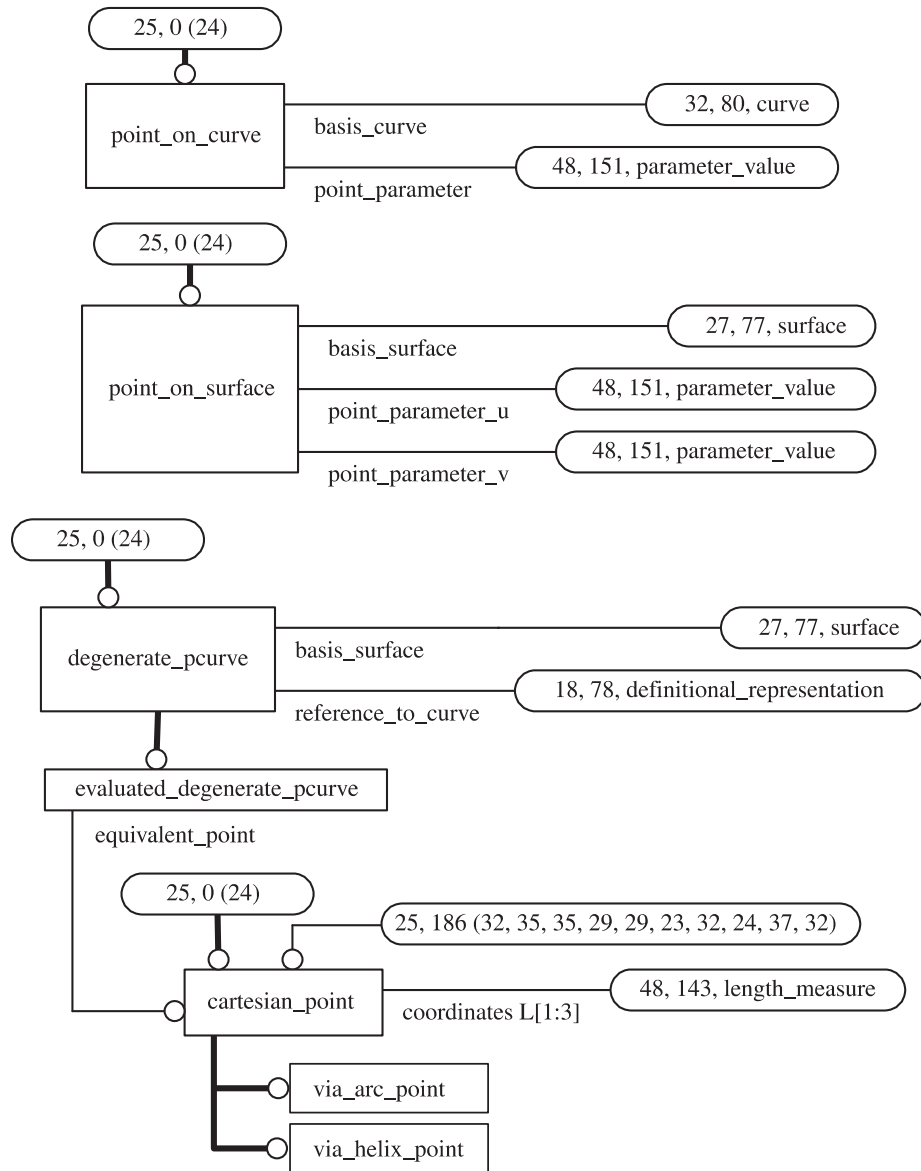 25, 0 (24)
point_on_curve
basis_curve
32, 80, curve
point_parameter
48, 151, parameter_value
25, 0 (24)
point_on_surface
basis_surface
27, 77, surface
point_parameter_u
48, 151, parameter_value
point_parameter_v
48, 151, parameter_value
25, 0 (24)
degenerate_pcurve
basis_surface
27, 77, surface
reference_to_curve
18, 78, definitional_representation
evaluated_degenerate_pcurve
equivalent_point
25, 0 (24)
25, 186 (32, 35, 35, 29, 29, 23, 32, 24, 37, 32)
cartesian_point
coordinates L[1:3]
48, 143, length_measure
via_arc_point
via_helix_point